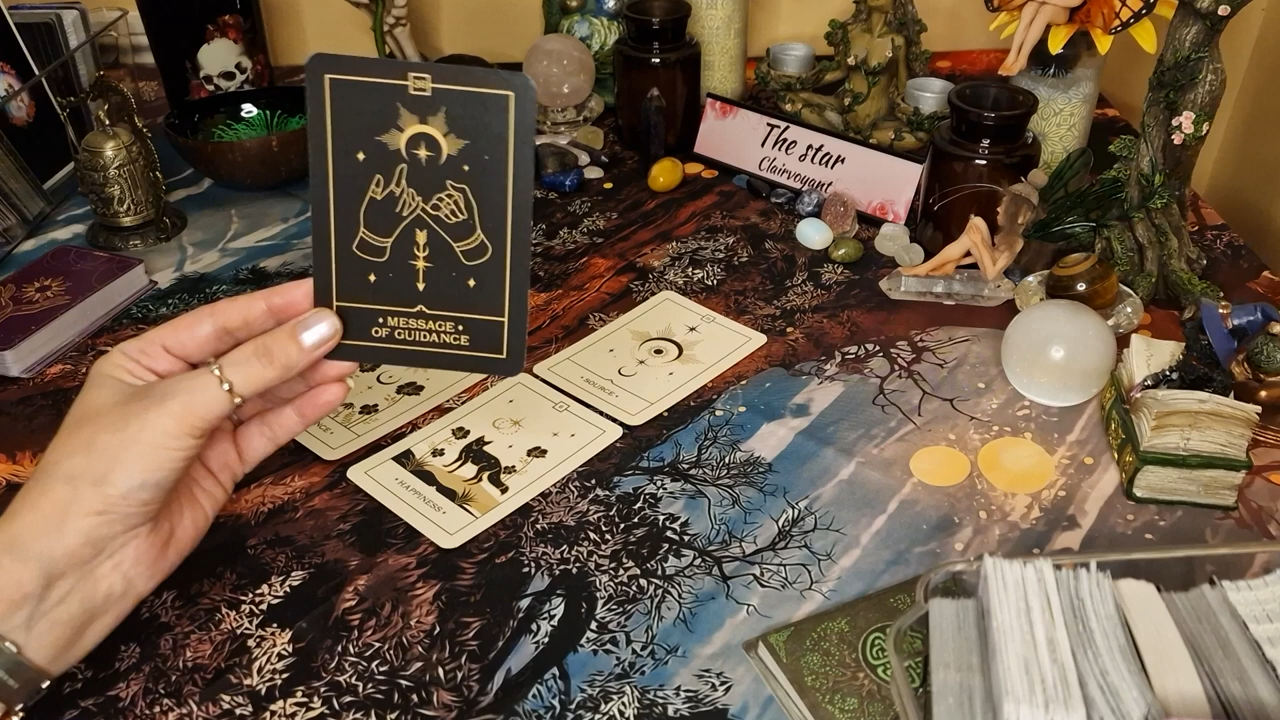 The star
Clairvoyant
• MESSAGE •
OF GUIDANCE
• SOURCE •
• HAPPINESS •